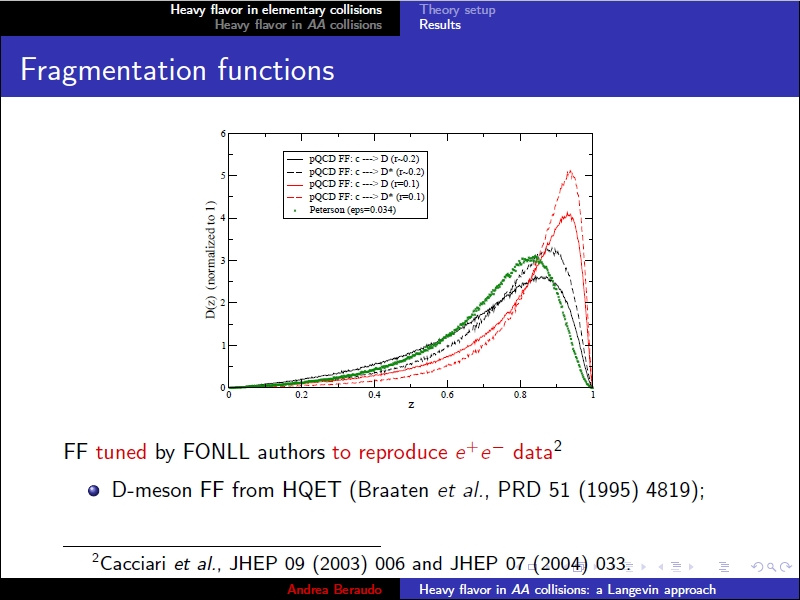 Heavy flavor in elementary collisions
Heavy flavor in AA collisions
Theory setup
Results
Fragmentation functions
6
5
4
3
2
1
0
D(z) (normalized to 1)
pQCD FF: c ---> D (r~0.2)
pQCD FF: c ---> D* (r~0.2)
pQCD FF: c ---> D (r=0.1)
pQCD FF: c ---> D* (r=0.1)
Peterson (eps=0.034)
0 0.2 0.4 0.6 0.8 1
z
FF tuned by FONLL authors to reproduce e⁺e⁻ data²
D-meson FF from HQET (Braaten et al., PRD 51 (1995) 4819);
²Cacciari et al., JHEP 09 (2003) 006 and JHEP 07 (2004) 033.
Andrea Beraudo
Heavy flavor in AA collisions: a Langevin approach